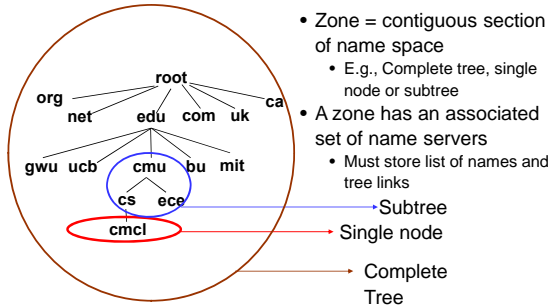 root
org
net
edu
com
uk
ca
gwu
ucb
cmu
bu
mit
cs
ece
cmcl
• Zone = contiguous section
of name space
• E.g., Complete tree, single
node or subtree
• A zone has an associated
set of name servers
• Must store list of names and
tree links
Subtree
Single node
Complete
Tree